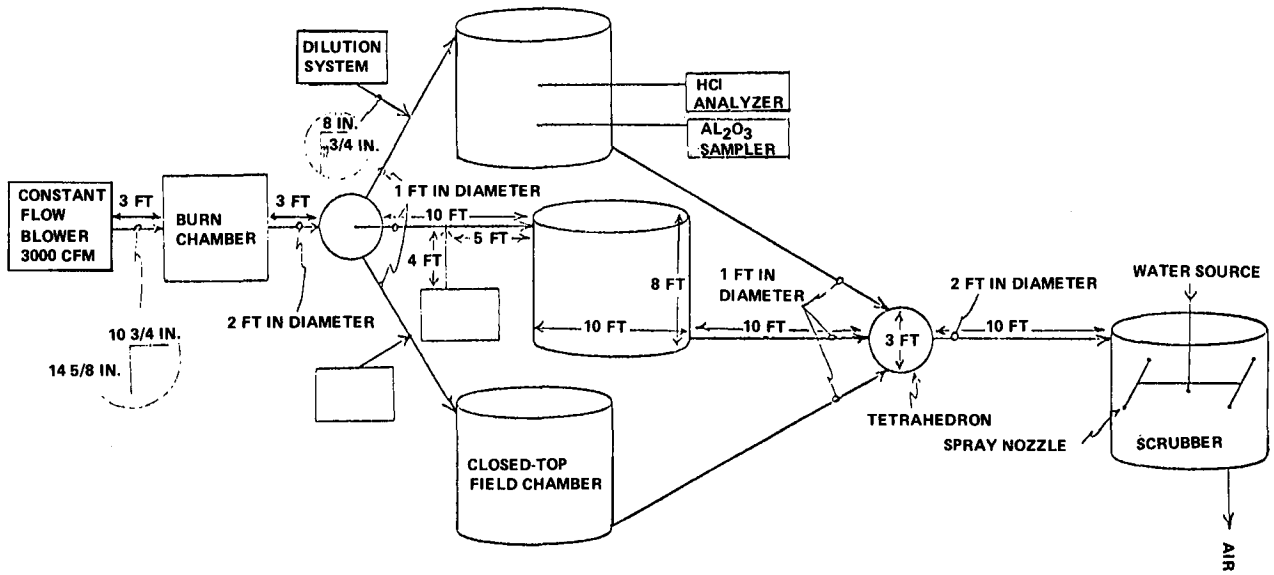 DILUTION
SYSTEM
HCl
ANALYZER
AL2O3
SAMPLER
8 IN.
3/4 IN.
CONSTANT
FLOW
BLOWER
3000 CFM
3 FT
BURN
CHAMBER
3 FT
1 FT IN DIAMETER
10 FT
5 FT
4 FT
2 FT IN DIAMETER
10 3/4 IN.
14 5/8 IN.
8 FT
10 FT
1 FT IN
DIAMETER
10 FT
3 FT
2 FT IN DIAMETER
10 FT
WATER SOURCE
TETRAHEDRON
SPRAY NOZZLE
SCRUBBER
CLOSED-TOP
FIELD CHAMBER
AIR